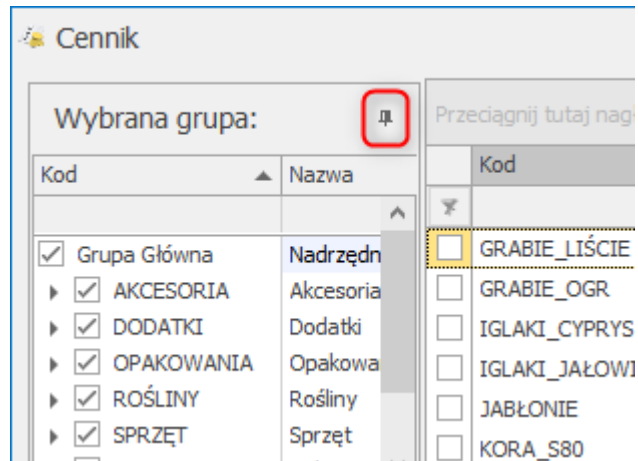 Cennik
Wybrana grupa:
Kod Nazwa
Grupa Główna Nadrzędn
AKCESORIA Akcesoria
DODATKI Dodatki
OPAKOWANIA Opakowa
ROŚLINY Rośliny
SPRZĘT Sprzęt
Przeciągnij tutaj nag
Kod
GRABIE_LIŚCIE
GRABIE_OGR
IGLAKI_CYPRYS
IGLAKI_JAŁOWI
JABŁONIE
KORA_S80